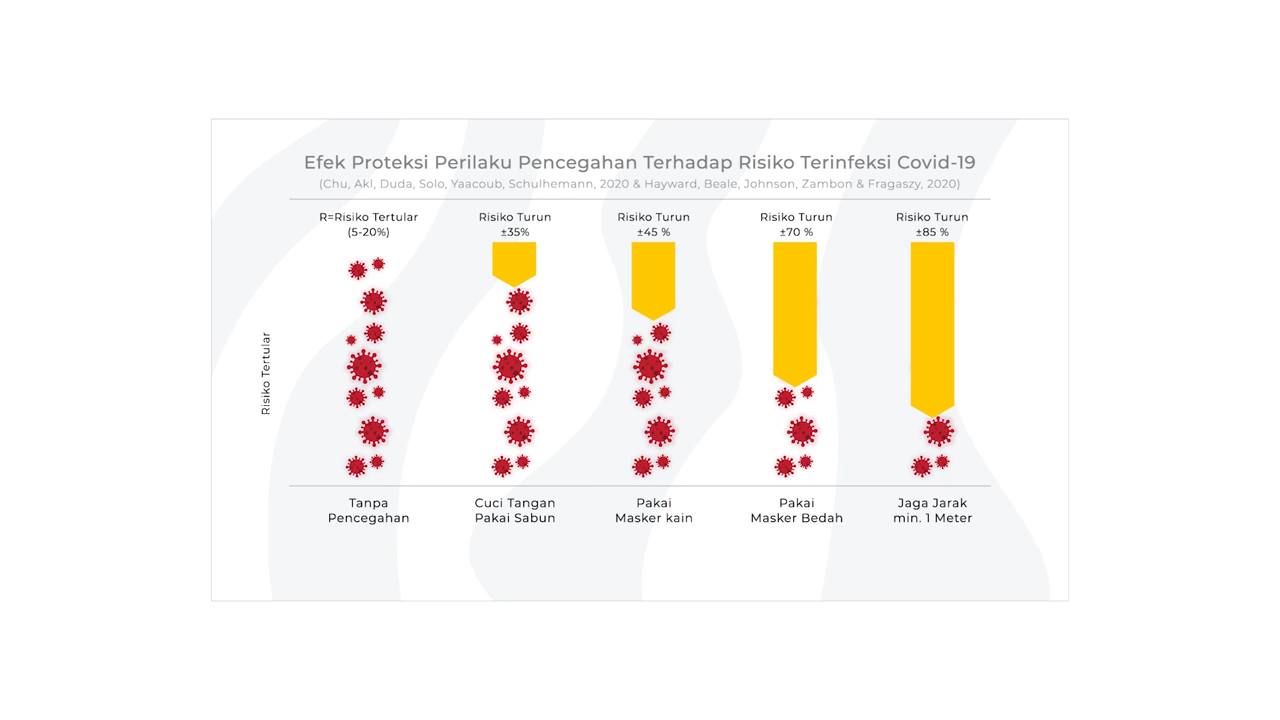 Efek Proteksi Perilaku Pencegahan Terhadap Risiko Terinfeksi Covid-19
(Chu, Akl, Duda, Solo, Yaacoub, Schulhemann, 2020 & Hayward, Beale, Johnson, Zambon & Fragaszy, 2020)
R=Risiko Tertular
(5-20%)
Risiko Turun
±35%
Risiko Turun
±45 %
Risiko Turun
±70 %
Risiko Turun
±85 %
Risiko Tertular
Tanpa
Pencegahan
Cuci Tangan
Pakai Sabun
Pakai
Masker kain
Pakai
Masker Bedah
Jaga Jarak
min. 1 Meter